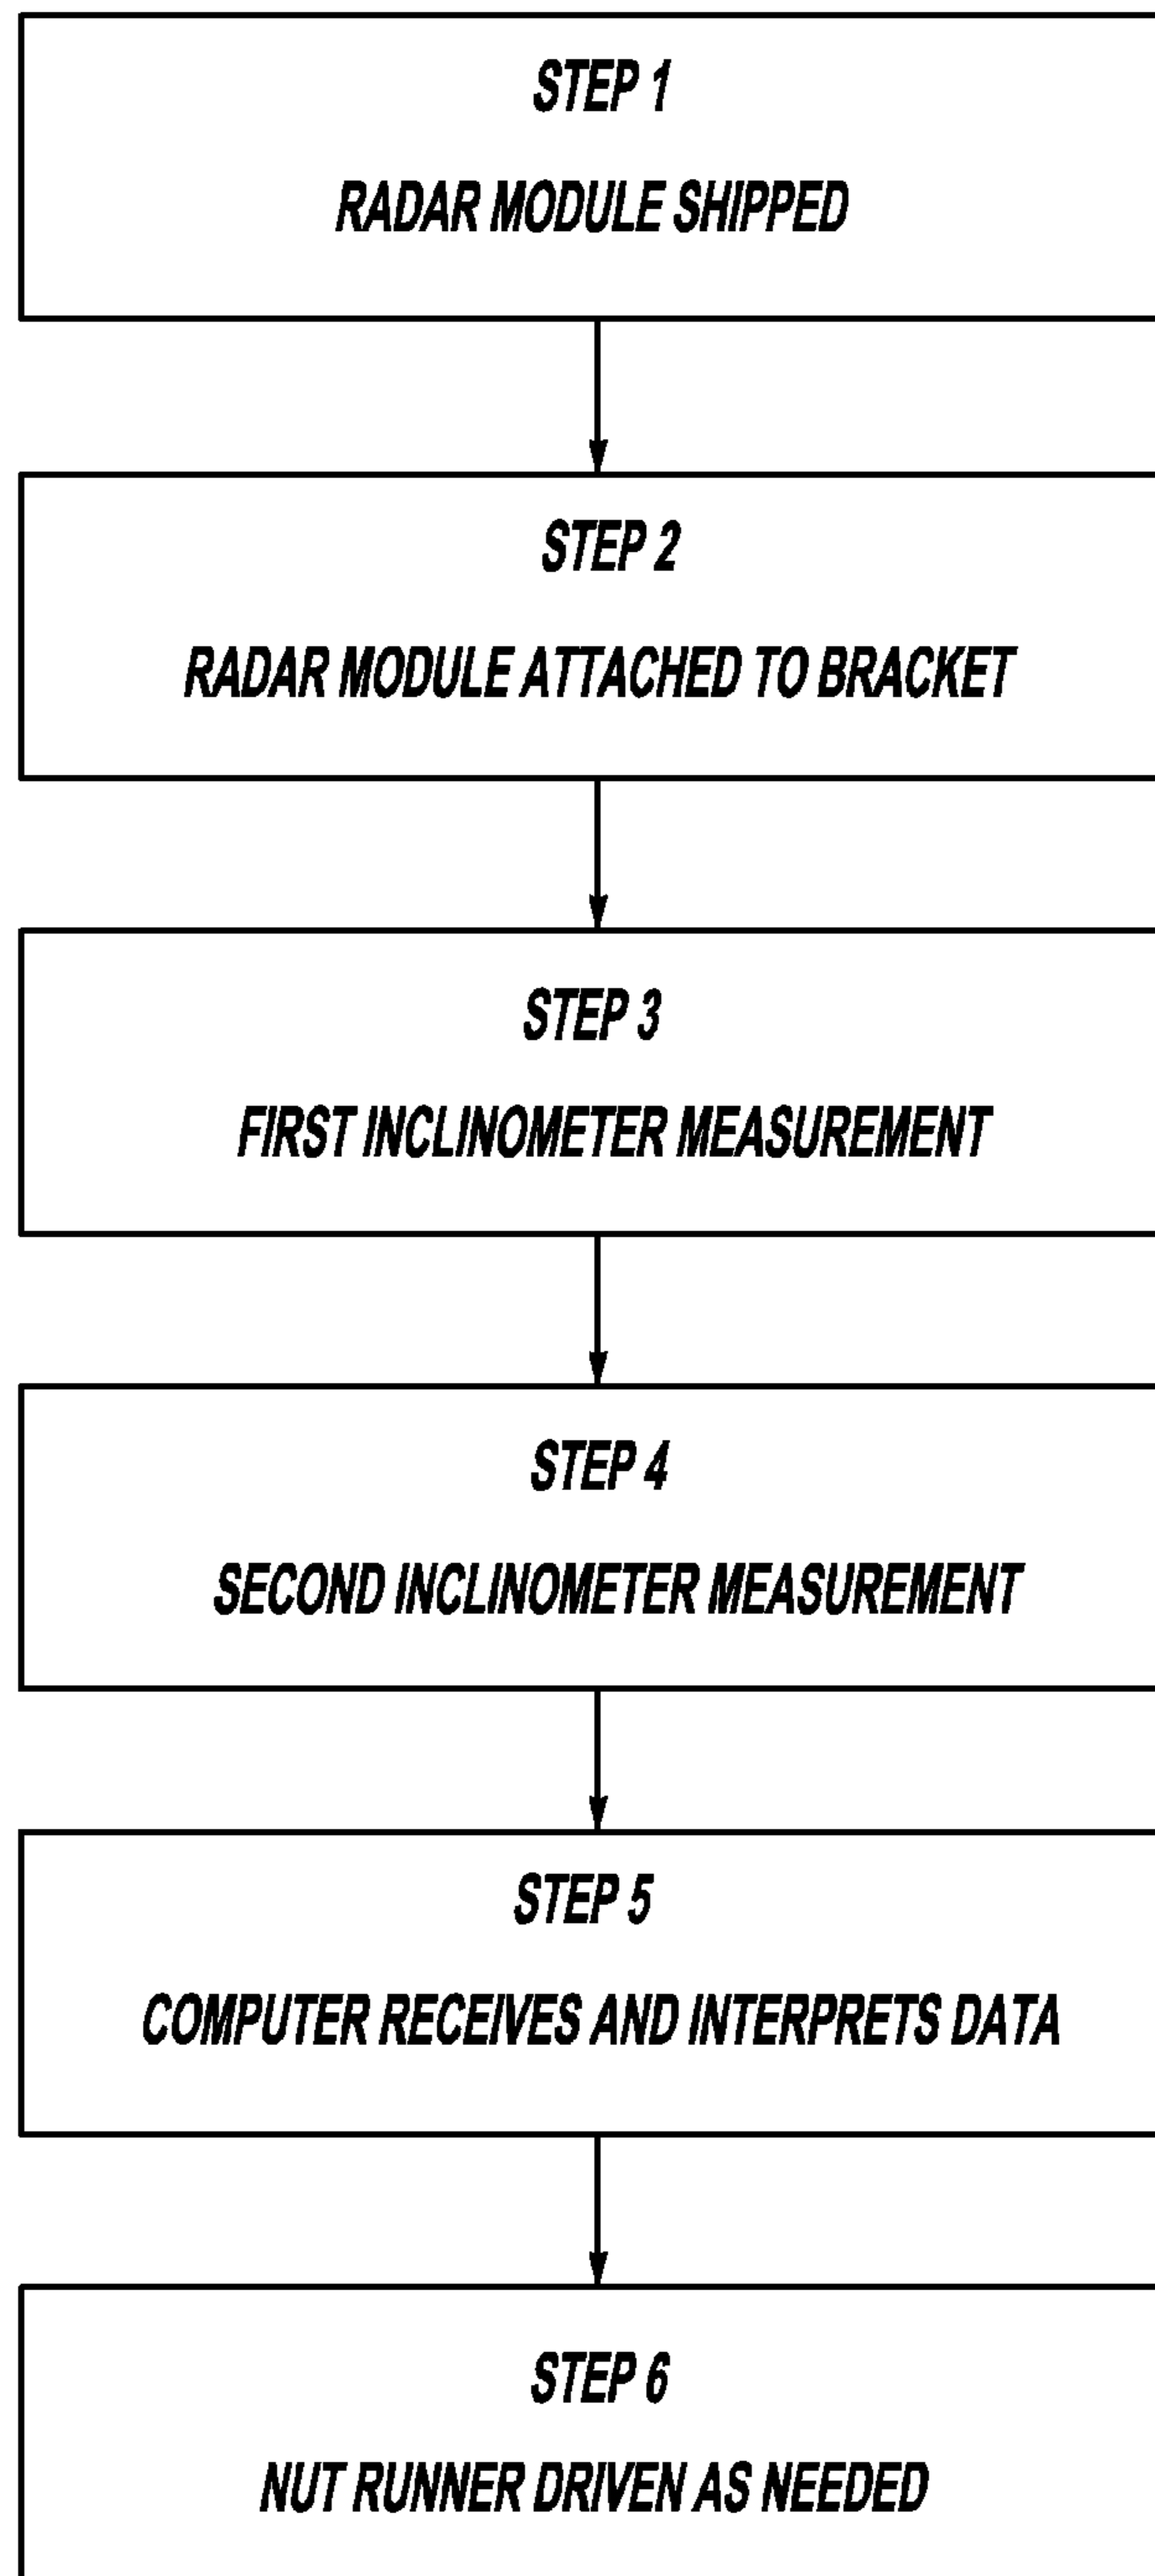 STEP 1
RADAR MODULE SHIPPED
STEP 2
RADAR MODULE ATTACHED TO BRACKET
STEP 3
FIRST INCLINOMETER MEASUREMENT
STEP 4
SECOND INCLINOMETER MEASUREMENT
STEP 5
COMPUTER RECEIVES AND INTERPRETS DATA
STEP 6
NUT RUNNER DRIVEN AS NEEDED